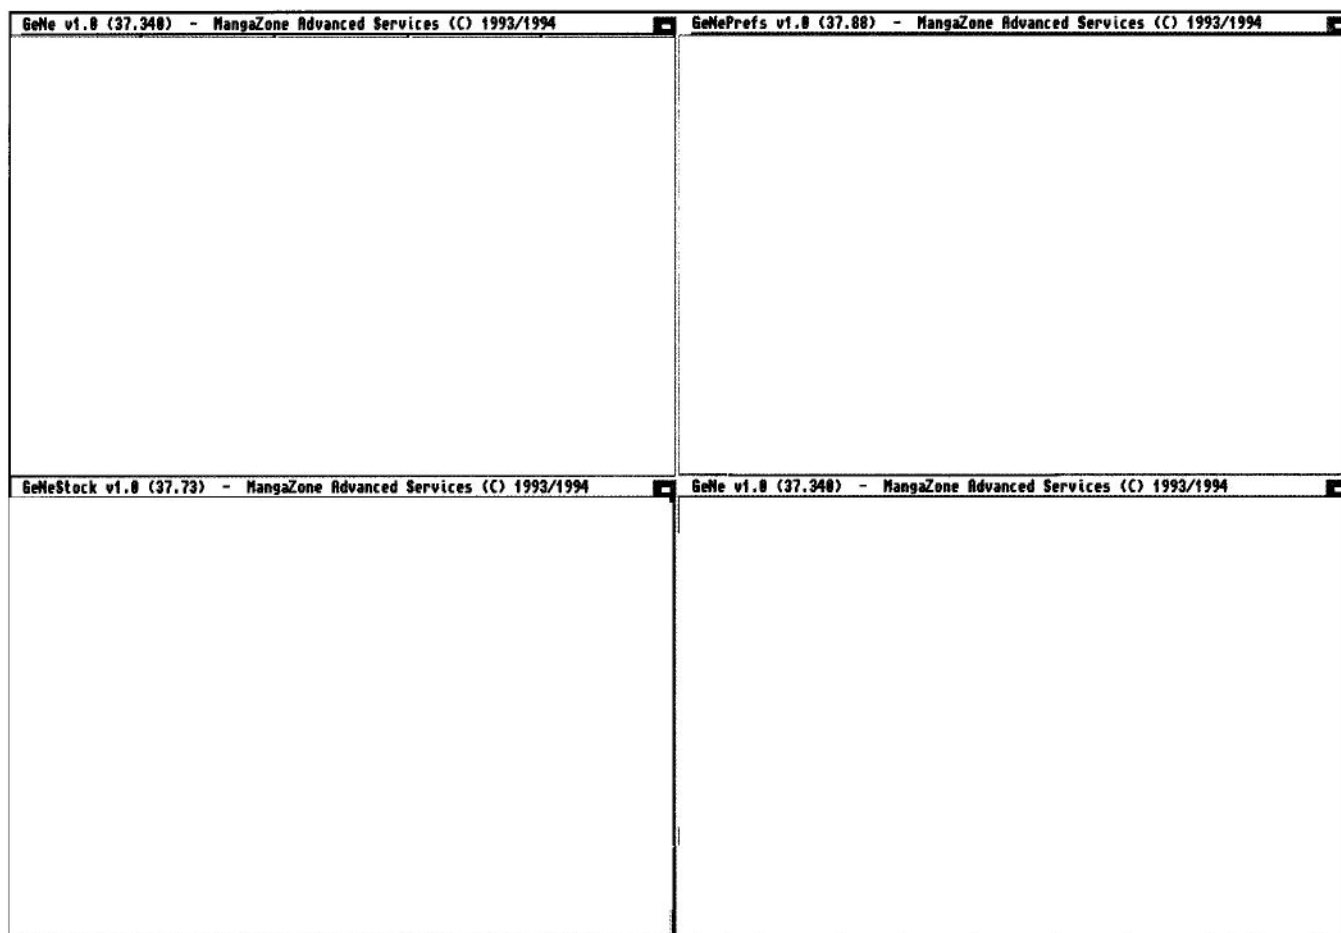 GeNe v1.0 (37.340) - MangaZone Advanced Services (C) 1993/1994
GeNePrefs v1.0 (37.88) - MangaZone Advanced Services (C) 1993/1994
GeNeStock v1.0 (37.73) - MangaZone Advanced Services (C) 1993/1994
GeNe v1.0 (37.340) - MangaZone Advanced Services (C) 1993/1994